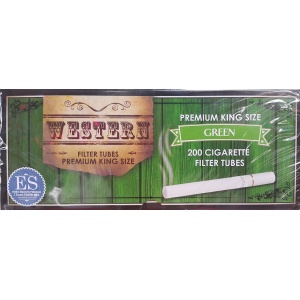 WESTERN
FILTER TUBES
PREMIUM KING SIZE
PREMIUM KING SIZE
GREEN
200 CIGARETTE
FILTER TUBES
ES